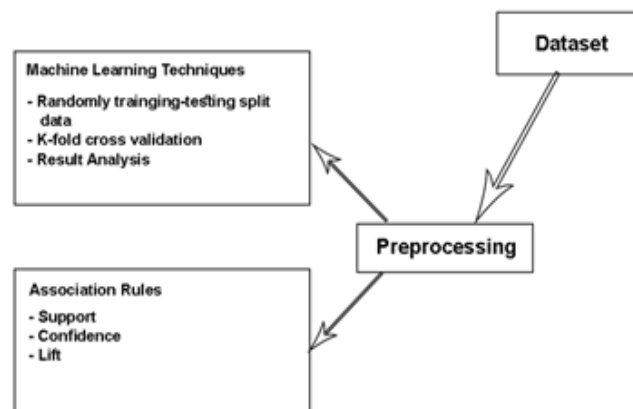 Dataset
Machine Learning Techniques
- Randomly trainging-testing split
data
- K-fold cross validation
- Result Analysis
Preprocessing
Association Rules
- Support
- Confidence
- Lift